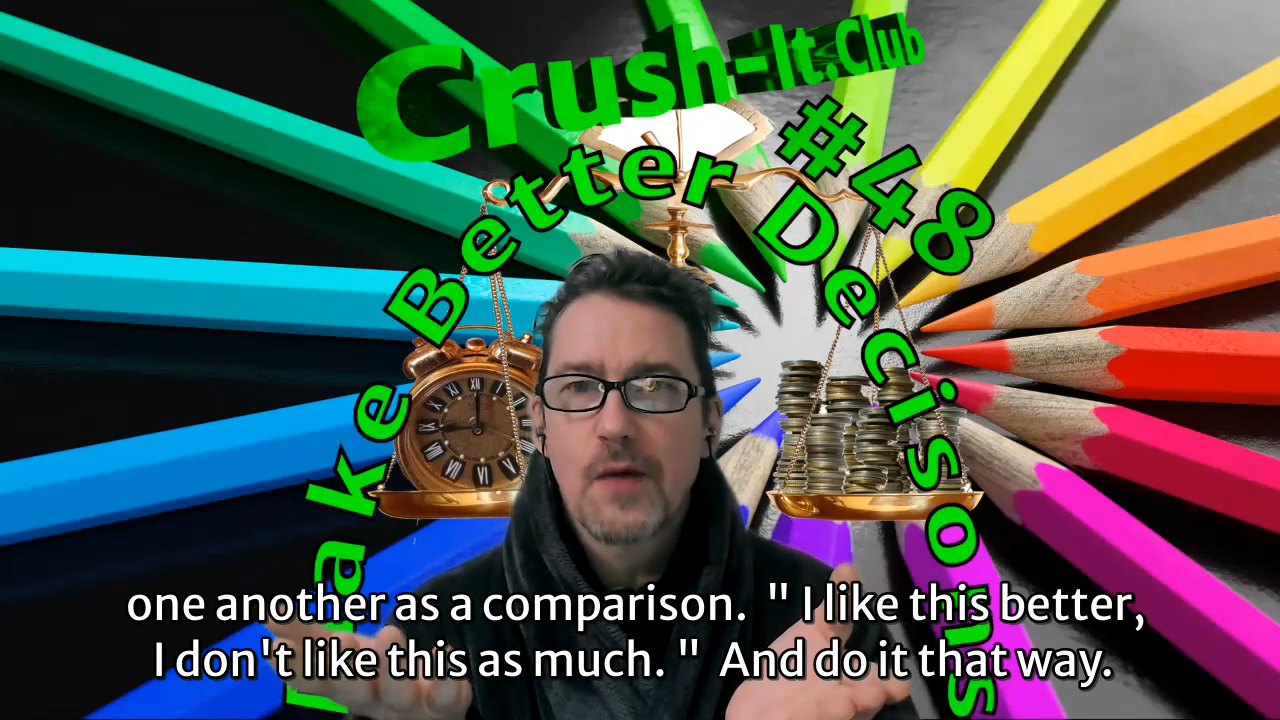 Crush-It.Club
#48
Make Better Decisons
one another as a comparison. " I like this better,
I don't like this as much. " And do it that way.